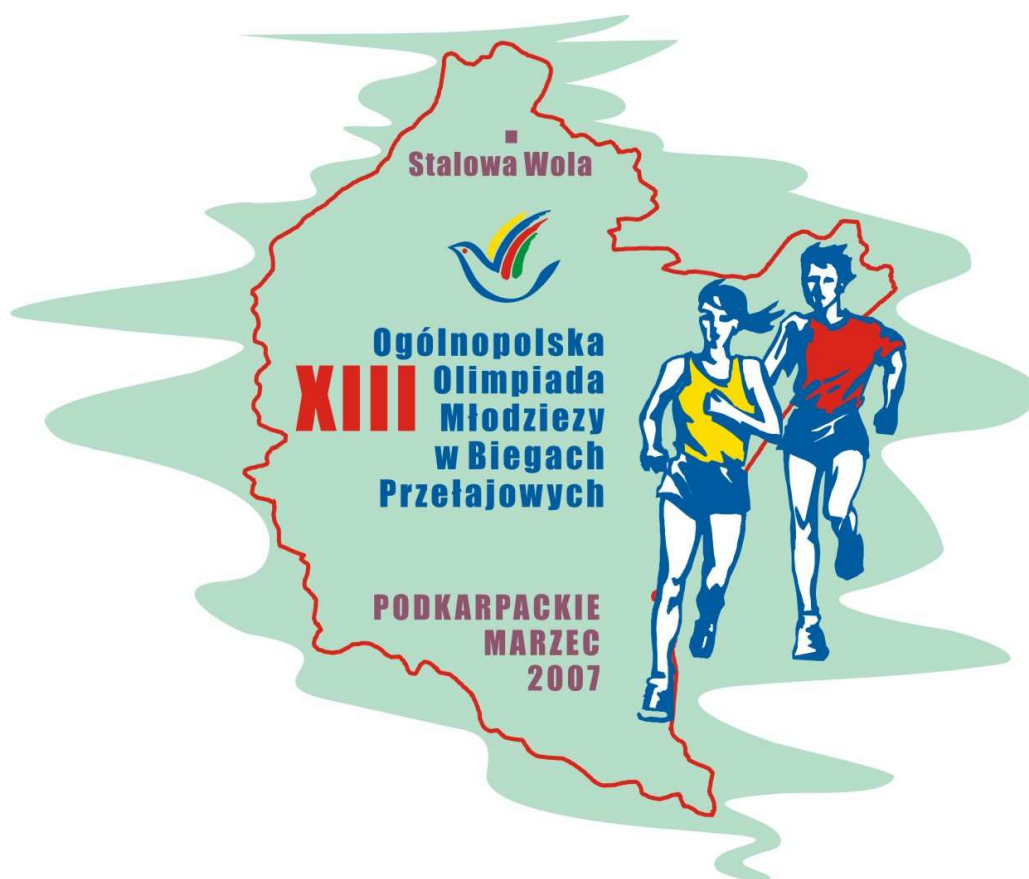 Stalowa Wola
XIII
Ogólnopolska
Olimpiada
Młodziezy
w Biegach
Przełajowych
PODKARPACKIE
MARZEC
2007